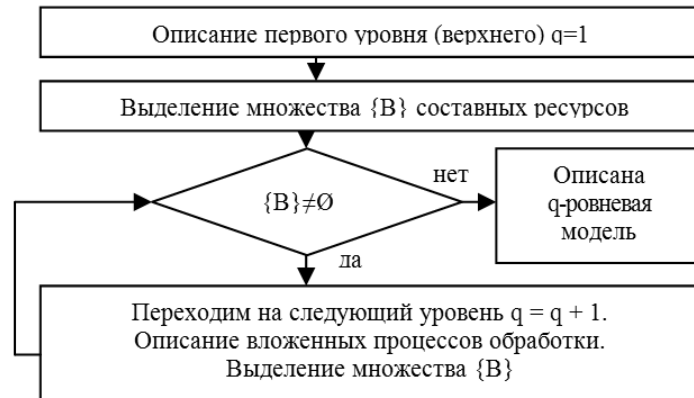 Описание первого уровня (верхнего) q=1
Выделение множества {B} составных ресурсов
{B}≠Ø
нет
Описана
q-ровневая
модель
да
Переходим на следующий уровень q = q + 1.
Описание вложенных процессов обработки.
Выделение множества {B}